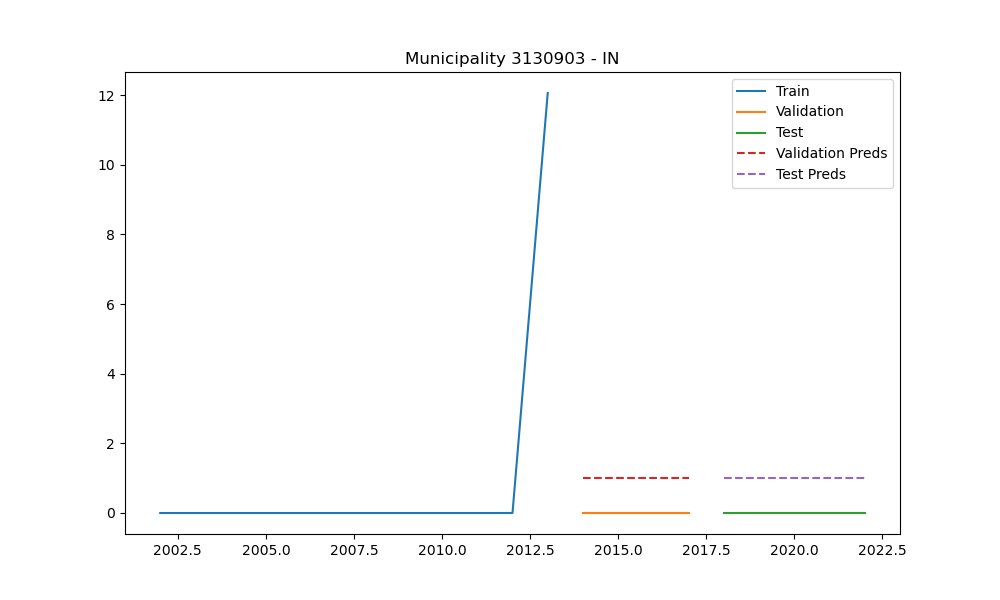 Municipality 3130903 - IN
Train
Validation
Test
Validation Preds
Test Preds
12
10
8
6
4
2
0
2002.5 2005.0 2007.5 2010.0 2012.5 2015.0 2017.5 2020.0 2022.5